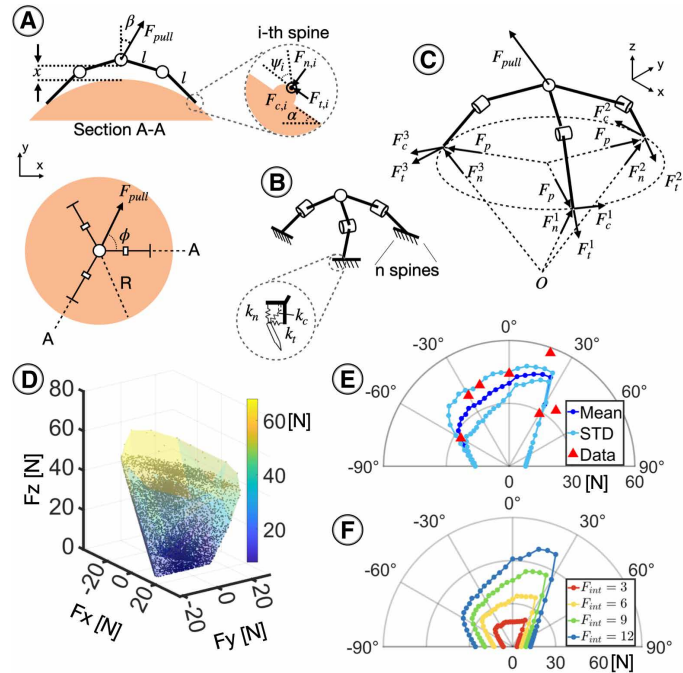 A
β
F_pull
l
l
x
Section A-A
i-th spine
ψ_i
F_n,i
F_c,i
F_t,i
α
y
x
F_pull
ϕ
A
R
A
B
n spines
k_n
k_c
k_t
C
z
y
x
F_pull
F_c^2
F_p
F_n^2
F_t^2
F_c^3
F_p
F_t^3
F_n^3
F_p
F_n^1
F_c^1
F_t^1
O
D
80
60
40
20
0
Fz [N]
-20
0
20
Fx [N]
-20
0
20
Fy [N]
60 [N]
40
20
E
0°
-30°
30°
-60°
60°
-90°
90°
0
30
60
[N]
Mean
STD
Data
F
0°
-30°
30°
-60°
60°
-90°
90°
0
30
60 [N]
F_int = 3
F_int = 6
F_int = 9
F_int = 12